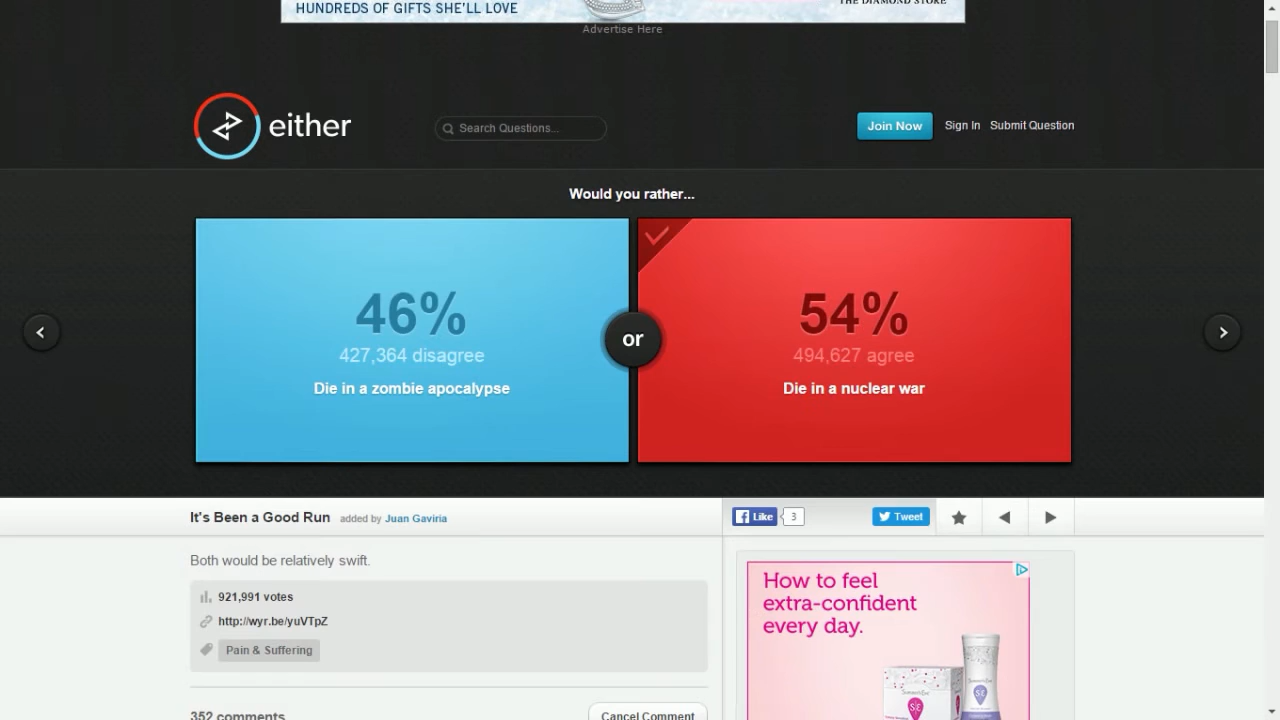 HUNDREDS OF GIFTS SHE'LL LOVE
THE DIAMOND STORE
Advertise Here
either
Search Questions...
Join Now
Sign In
Submit Question
Would you rather...
46%
427,364 disagree
Die in a zombie apocalypse
or
54%
494,627 agree
Die in a nuclear war
It's Been a Good Run added by Juan Gaviria
Like
3
Tweet
Both would be relatively swift.
921,991 votes
http://wyr.be/yuVTpZ
Pain & Suffering
352 comments
Cancel Comment
How to feel
extra-confident
every day.
Summer's Eve
Summer's Eve